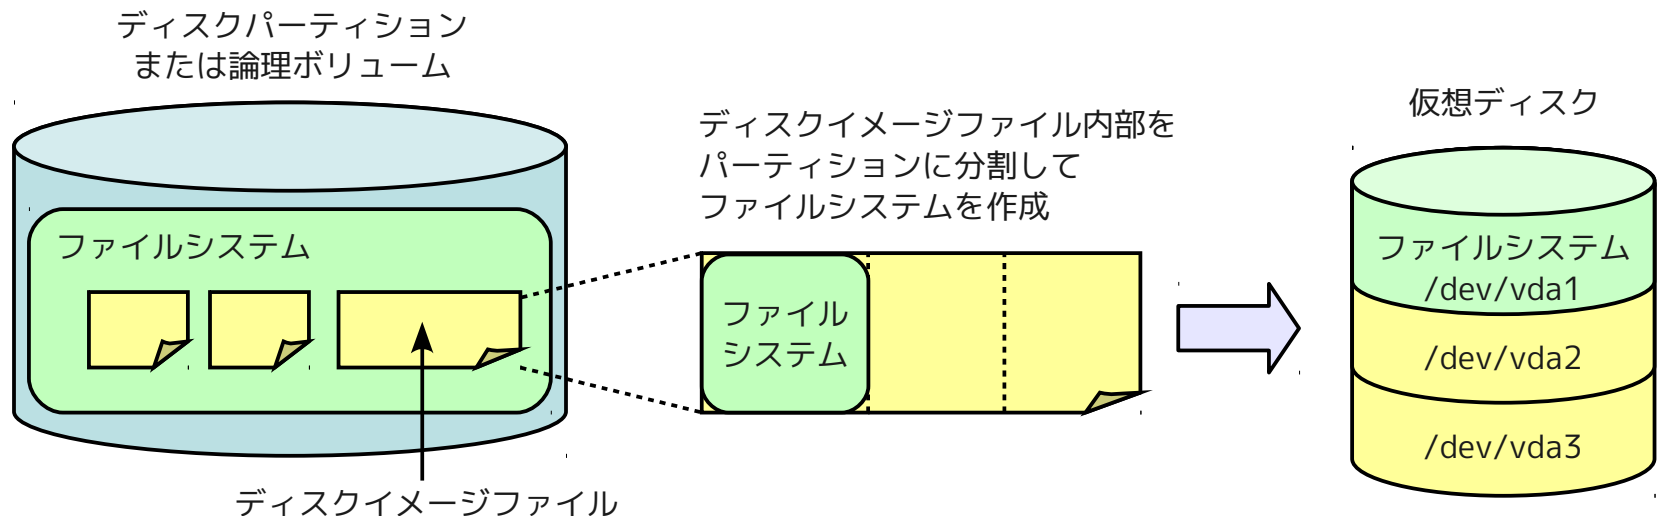 ディスクパーティション
または論理ボリューム
ファイルシステム
ディスクイメージファイル
ディスクイメージファイル内部を
パーティションに分割して
ファイルシステムを作成
ファイル
システム
仮想ディスク
ファイルシステム
/dev/vda1
/dev/vda2
/dev/vda3